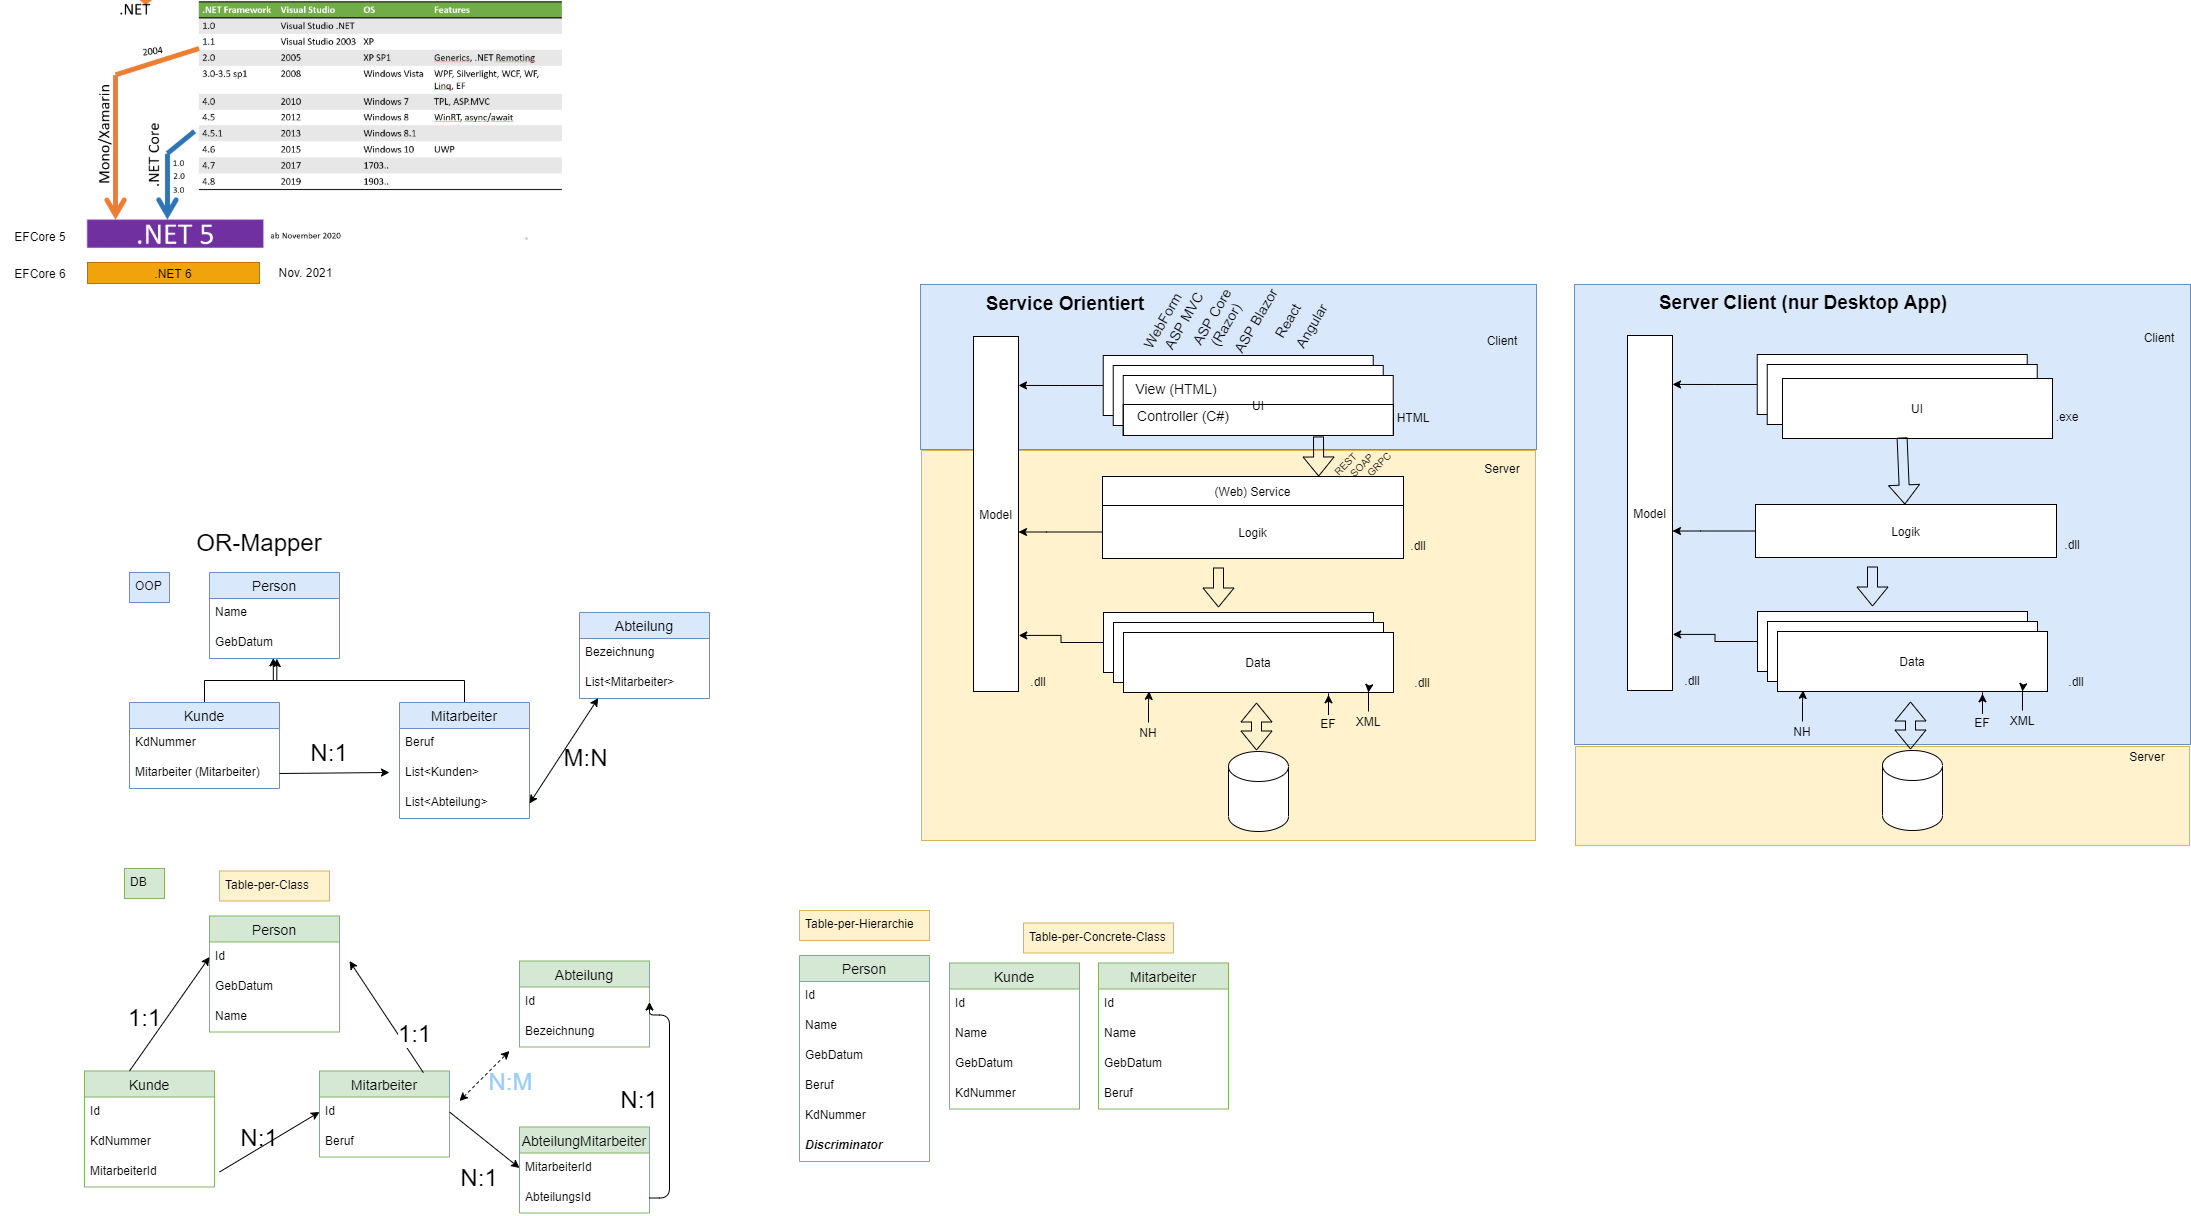 .NET
.NET Framework Visual Studio OS Features
1.0 Visual Studio .NET
1.1 Visual Studio 2003 XP
2.0 2005 XP SP1 Generics, .NET Remoting
3.0-3.5 sp1 2008 Windows Vista WPF, Silverlight, WCF, WF,
Linq, EF
4.0 2010 Windows 7 TPL, ASP.MVC
4.5 2012 Windows 8 WinRT, async/await
4.5.1 2013 Windows 8.1
4.6 2015 Windows 10 UWP
4.7 2017 1703..
4.8 2019 1903..
2004
Mono/Xamarin
.NET Core
1.0
2.0
3.0
EFCore 5
.NET 5
ab November 2020
EFCore 6
.NET 6
Nov. 2021
Service Orientiert
WebForm
ASP MVC
ASP Core
(Razor)
ASP Blazor
React
Angular
Client
View (HTML)
UI
Controller (C#)
HTML
REST
SOAP
GRPC
Server
(Web) Service
Model
Logik
.dll
Data
.dll
.dll
NH
EF
XML
Server Client (nur Desktop App)
Client
UI
.exe
Model
Logik
.dll
Data
.dll
.dll
NH
EF
XML
Server
OR-Mapper
OOP
Person
Name
GebDatum
Abteilung
Bezeichnung
List<Mitarbeiter>
Kunde
KdNummer
Mitarbeiter (Mitarbeiter)
N:1
Mitarbeiter
Beruf
List<Kunden>
List<Abteilung>
M:N
DB
Table-per-Class
Person
Id
GebDatum
Name
1:1
1:1
Abteilung
Id
Bezeichnung
N:M
N:1
Kunde
Id
KdNummer
MitarbeiterId
N:1
Mitarbeiter
Id
Beruf
N:1
AbteilungMitarbeiter
MitarbeiterId
AbteilungsId
Table-per-Hierarchie
Person
Id
Name
GebDatum
Beruf
KdNummer
Discriminator
Table-per-Concrete-Class
Kunde
Id
Name
GebDatum
KdNummer
Mitarbeiter
Id
Name
GebDatum
Beruf